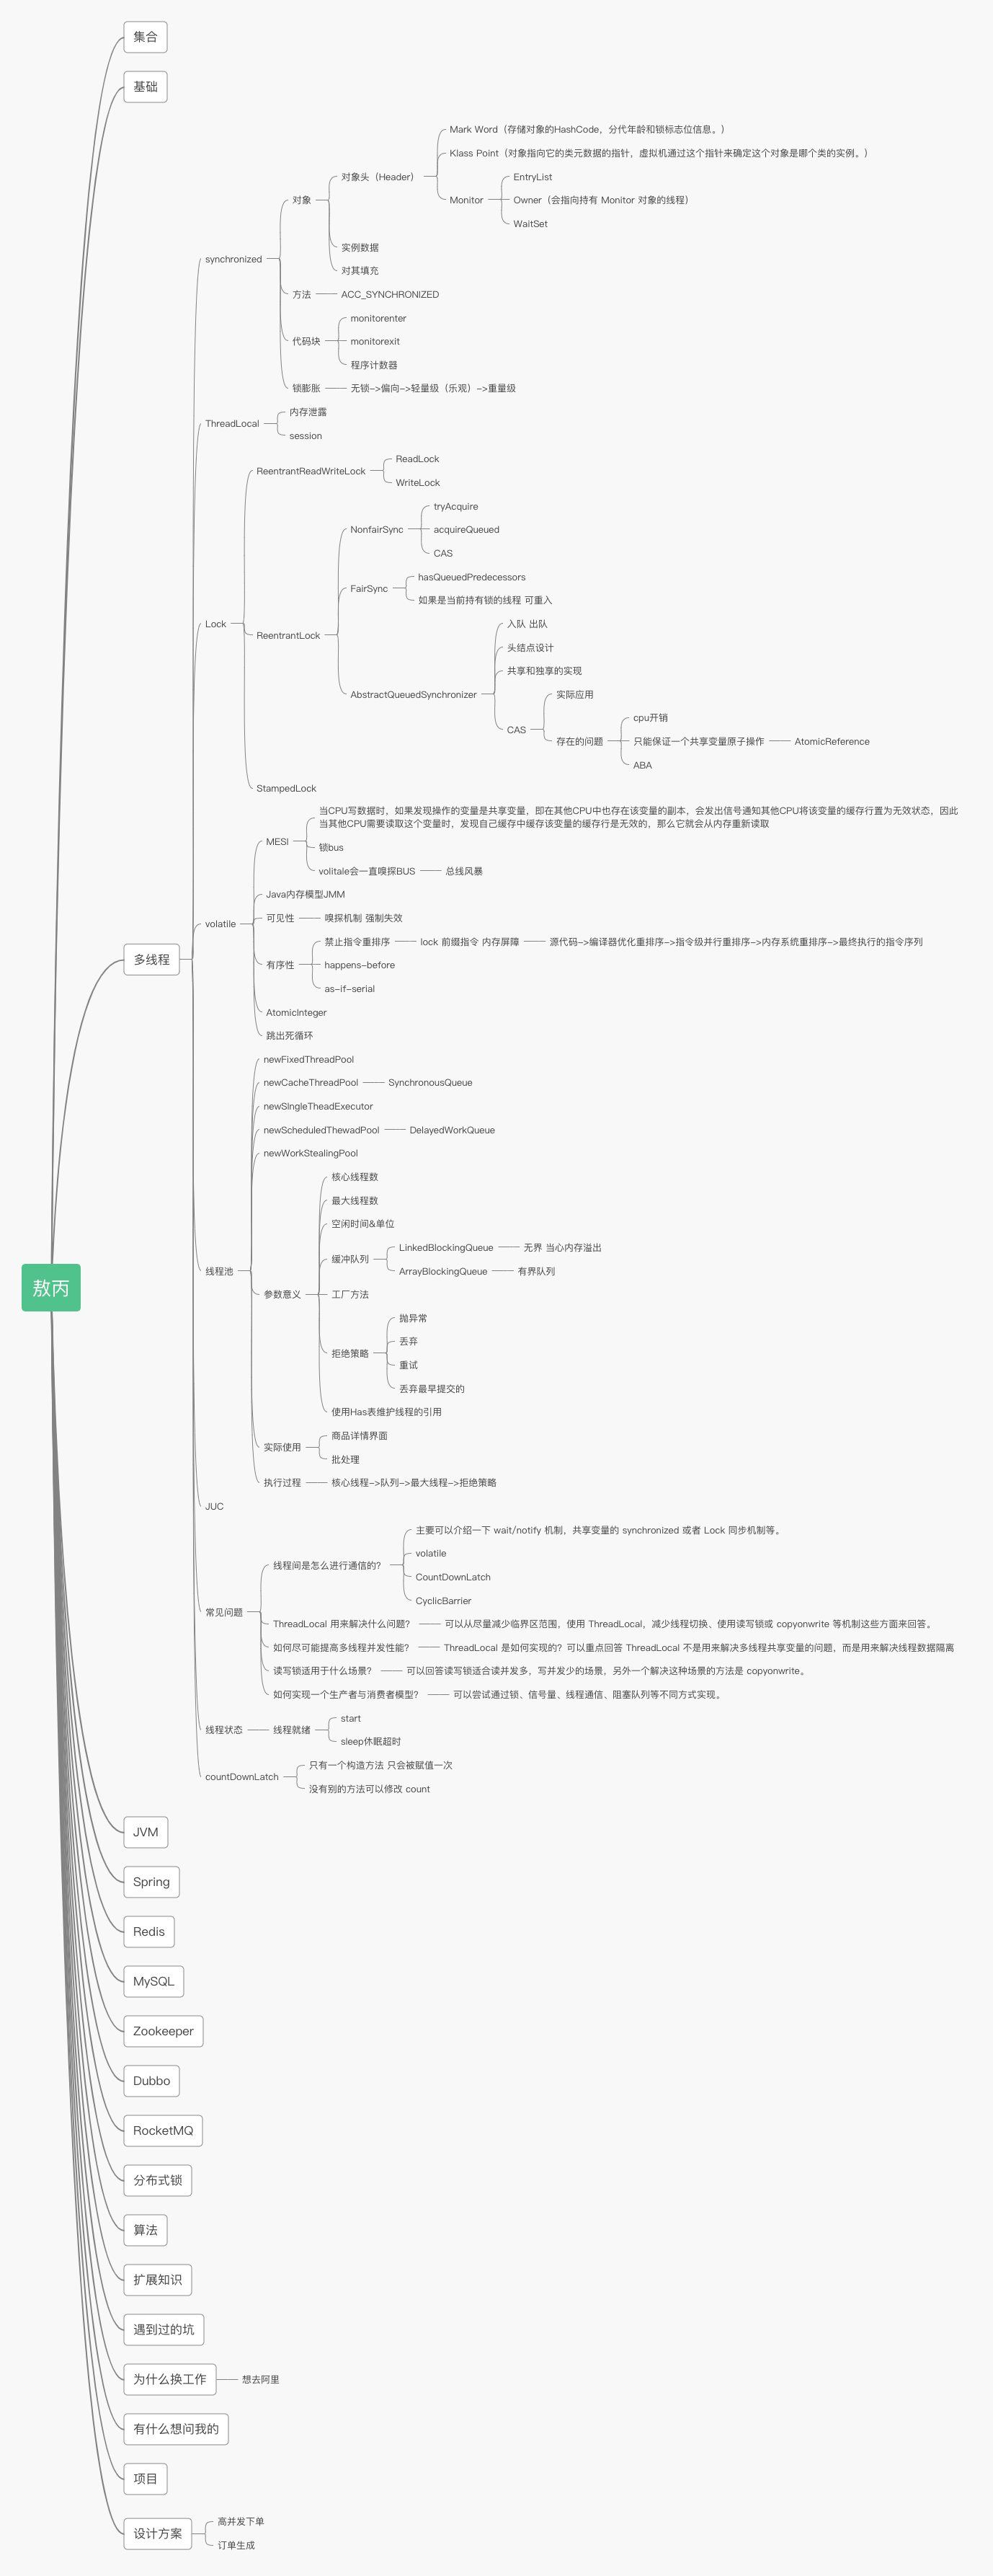 敖丙
集合
基础
多线程
synchronized
对象
对象头（Header）
Mark Word（存储对象的HashCode，分代年龄和锁标志位信息。）
Klass Point（对象指向它的类元数据的指针，虚拟机通过这个指针来确定这个对象是哪个类的实例。）
Monitor
EntryList
Owner（会指向持有 Monitor 对象的线程）
WaitSet
实例数据
对其填充
方法
ACC_SYNCHRONIZED
代码块
monitorenter
monitorexit
程序计数器
锁膨胀
无锁->偏向->轻量级（乐观）->重量级
ThreadLocal
内存泄露
session
Lock
ReentrantReadWriteLock
ReadLock
WriteLock
ReentrantLock
NonfairSync
tryAcquire
acquireQueued
CAS
FairSync
hasQueuedPredecessors
如果是当前持有锁的线程 可重入
AbstractQueuedSynchronizer
入队 出队
头结点设计
共享和独享的实现
CAS
实际应用
存在的问题
cpu开销
只能保证一个共享变量原子操作
AtomicReference
ABA
StampedLock
volatile
MESI
当CPU写数据时，如果发现操作的变量是共享变量，即在其他CPU中也存在该变量的副本，会发出信号通知其他CPU将该变量的缓存行置为无效状态，因此
当其他CPU需要读取这个变量时，发现自己缓存中缓存该变量的缓存行是无效的，那么它就会从内存重新读取
锁bus
volitale会一直嗅探BUS
总线风暴
Java内存模型JMM
可见性
嗅探机制 强制失效
有序性
禁止指令重排序
lock 前缀指令 内存屏障
源代码->编译器优化重排序->指令级并行重排序->内存系统重排序->最终执行的指令序列
happens-before
as-if-serial
AtomicInteger
跳出死循环
线程池
newFixedThreadPool
newCacheThreadPool
SynchronousQueue
newSIngleTheadExecutor
newScheduledThewadPool
DelayedWorkQueue
newWorkStealingPool
参数意义
核心线程数
最大线程数
空闲时间&单位
缓冲队列
LinkedBlockingQueue
无界 当心内存溢出
ArrayBlockingQueue
有界队列
工厂方法
拒绝策略
抛异常
丢弃
重试
丢弃最早提交的
使用Has表维护线程的引用
实际使用
商品详情界面
批处理
执行过程
核心线程->队列->最大线程->拒绝策略
JUC
常见问题
线程间是怎么进行通信的？
主要可以介绍一下 wait/notify 机制，共享变量的 synchronized 或者 Lock 同步机制等。
volatile
CountDownLatch
CyclicBarrier
ThreadLocal 用来解决什么问题？
可以从尽量减少临界区范围，使用 ThreadLocal，减少线程切换、使用读写锁或 copyonwrite 等机制这些方面来回答。
如何尽可能提高多线程并发性能？
ThreadLocal 是如何实现的？可以重点回答 ThreadLocal 不是用来解决多线程共享变量的问题，而是用来解决线程数据隔离
读写锁适用于什么场景？
可以回答读写锁适合读并发多，写并发少的场景，另外一个解决这种场景的方法是 copyonwrite。
如何实现一个生产者与消费者模型？
可以尝试通过锁、信号量、线程通信、阻塞队列等不同方式实现。
线程状态
线程就绪
start
sleep休眠超时
countDownLatch
只有一个构造方法 只会被赋值一次
没有别的方法可以修改 count
JVM
Spring
Redis
MySQL
Zookeeper
Dubbo
RocketMQ
分布式锁
算法
扩展知识
遇到过的坑
为什么换工作
想去阿里
有什么想问我的
项目
设计方案
高并发下单
订单生成